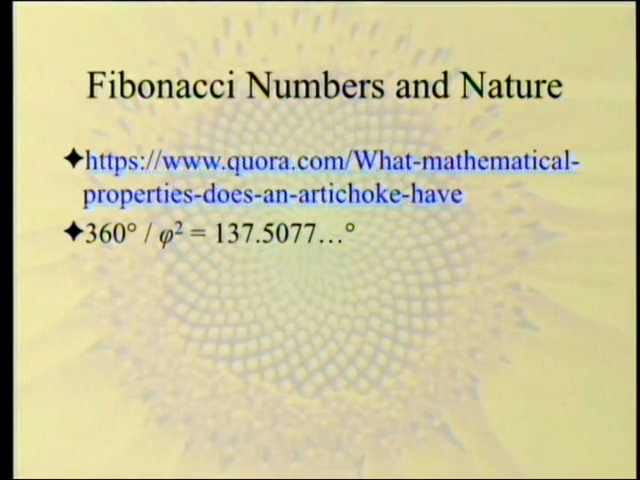 Fibonacci Numbers and Nature
✦https://www.quora.com/What-mathematical-
properties-does-an-artichoke-have
✦360° / φ² = 137.5077…°